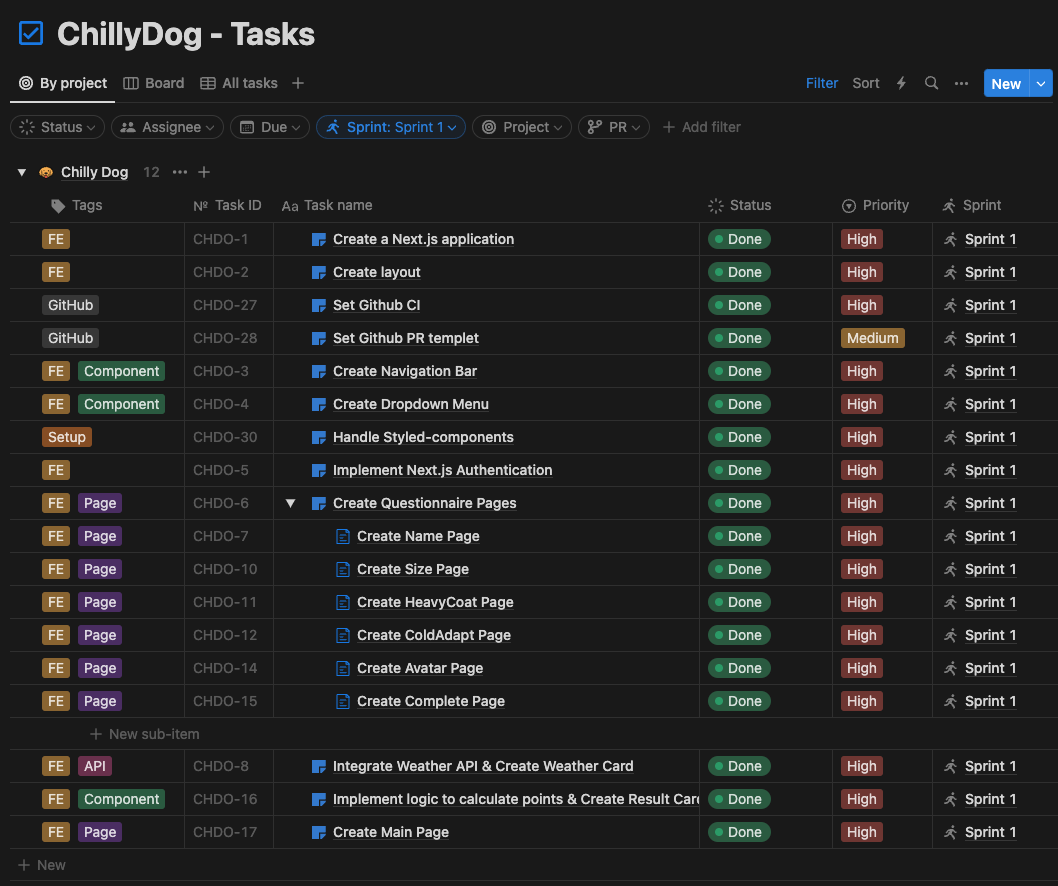 ChillyDog - Tasks
By project Board All tasks
Filter Sort New
Status Assignee Due Sprint: Sprint 1 Project PR Add filter
Chilly Dog 12
Tags Nº Task ID Aa Task name Status Priority Sprint
FE CHDO-1 Create a Next.js application Done High Sprint 1
FE CHDO-2 Create layout Done High Sprint 1
GitHub CHDO-27 Set Github CI Done High Sprint 1
GitHub CHDO-28 Set Github PR templet Done Medium Sprint 1
FE Component CHDO-3 Create Navigation Bar Done High Sprint 1
FE Component CHDO-4 Create Dropdown Menu Done High Sprint 1
Setup CHDO-30 Handle Styled-components Done High Sprint 1
FE CHDO-5 Implement Next.js Authentication Done High Sprint 1
FE Page CHDO-6 Create Questionnaire Pages Done High Sprint 1
FE Page CHDO-7 Create Name Page Done High Sprint 1
FE Page CHDO-10 Create Size Page Done High Sprint 1
FE Page CHDO-11 Create HeavyCoat Page Done High Sprint 1
FE Page CHDO-12 Create ColdAdapt Page Done High Sprint 1
FE Page CHDO-14 Create Avatar Page Done High Sprint 1
FE Page CHDO-15 Create Complete Page Done High Sprint 1
New sub-item
FE API CHDO-8 Integrate Weather API & Create Weather Card Done High Sprint 1
FE Component CHDO-16 Implement logic to calculate points & Create Result Card Done High Sprint 1
FE Page CHDO-17 Create Main Page Done High Sprint 1
New